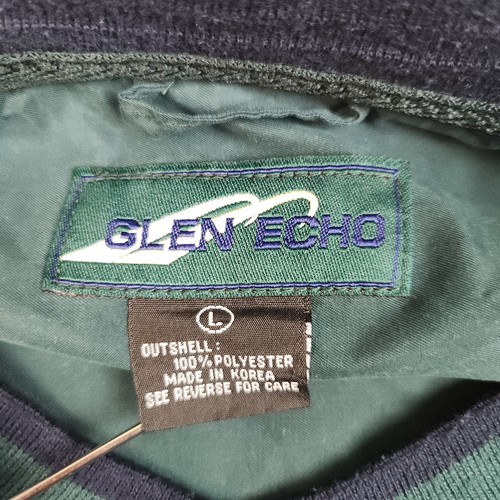 GLEN ECHO
L
OUTSHELL:
100% POLYESTER
MADE IN KOREA
SEE REVERSE FOR CARE